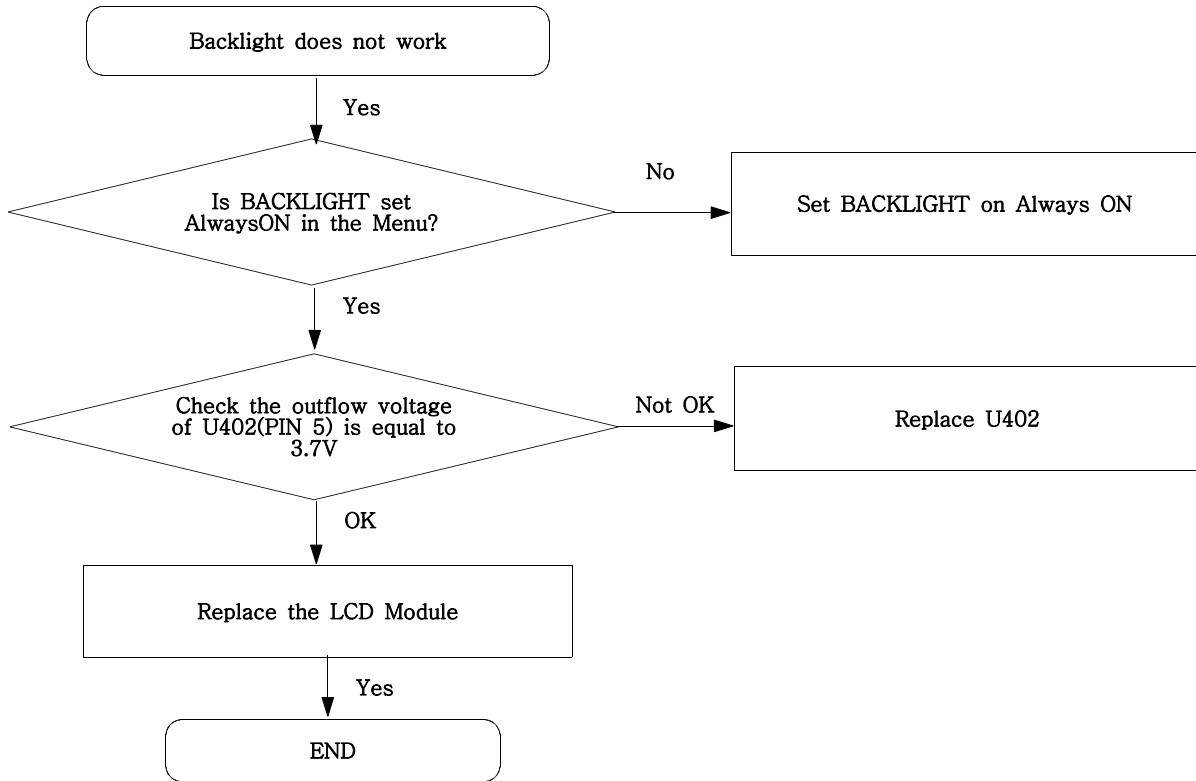 Backlight does not work
Yes
Is BACKLIGHT set
AlwaysON in the Menu?
No
Set BACKLIGHT on Always ON
Yes
Check the outflow voltage
of U402(PIN 5) is equal to
3.7V
Not OK
Replace U402
OK
Replace the LCD Module
Yes
END